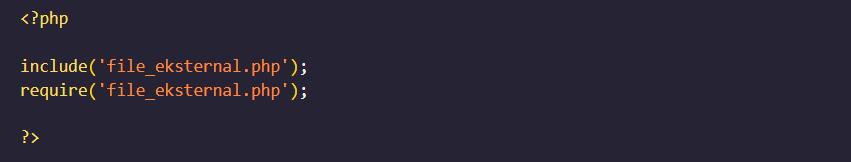 <?php
include('file_eksternal.php');
require('file_eksternal.php');
?>